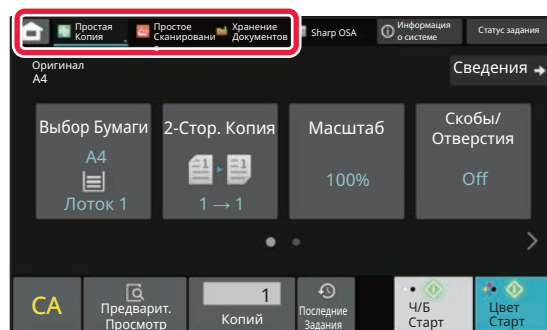 Простая
Копия
Простое
Сканировани
Хранение
Документов
Sharp OSA
Информация
о системе
Статус задания
Оригинал
A4
Сведения
Выбор Бумаги
A4
Лоток 1
2-Стор. Копия
1 1
1 → 1
Масштаб
100%
Скобы/
Отверстия
Off
CA
Предварит.
Просмотр
1
Копий
Последние
Задания
Ч/Б
Старт
Цвет
Старт